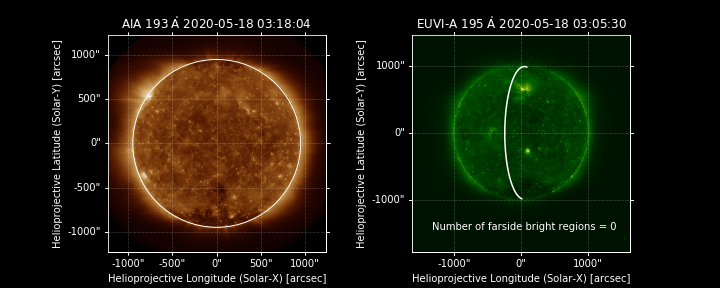 AIA 193 Å 2020-05-18 03:18:04
1000"
500"
0"
-500"
-1000"
-1000" -500" 0" 500" 1000"
Helioprojective Longitude (Solar-X) [arcsec]
Helioprojective Latitude (Solar-Y) [arcsec]
EUVI-A 195 Å 2020-05-18 03:05:30
1000"
0"
-1000"
Number of farside bright regions = 0
-1000" 0" 1000"
Helioprojective Longitude (Solar-X) [arcsec]
Helioprojective Latitude (Solar-Y) [arcsec]